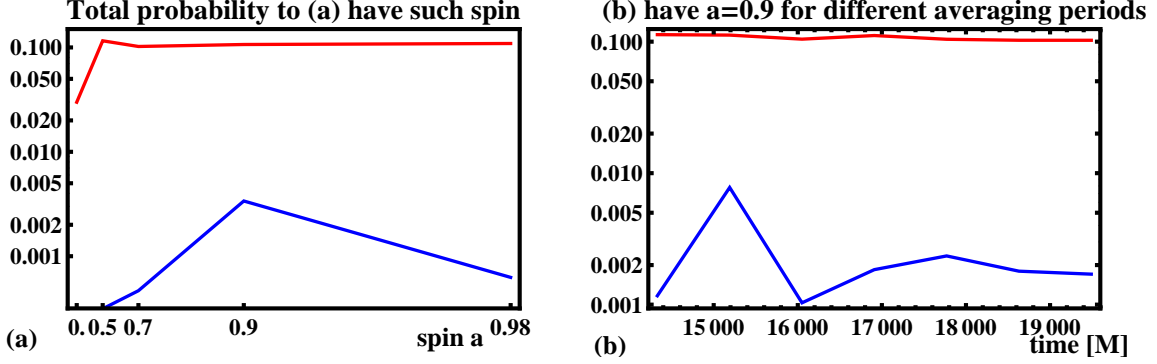 Total probability to (a) have such spin
0.100
0.050
0.020
0.010
0.005
0.002
0.001
0.0 0.5 0.7 0.9 0.98
(a) spin a
(b) have a=0.9 for different averaging periods
0.100
0.050
0.020
0.010
0.005
0.002
0.001
15 000 16 000 17 000 18 000 19 000
(b) time [M]